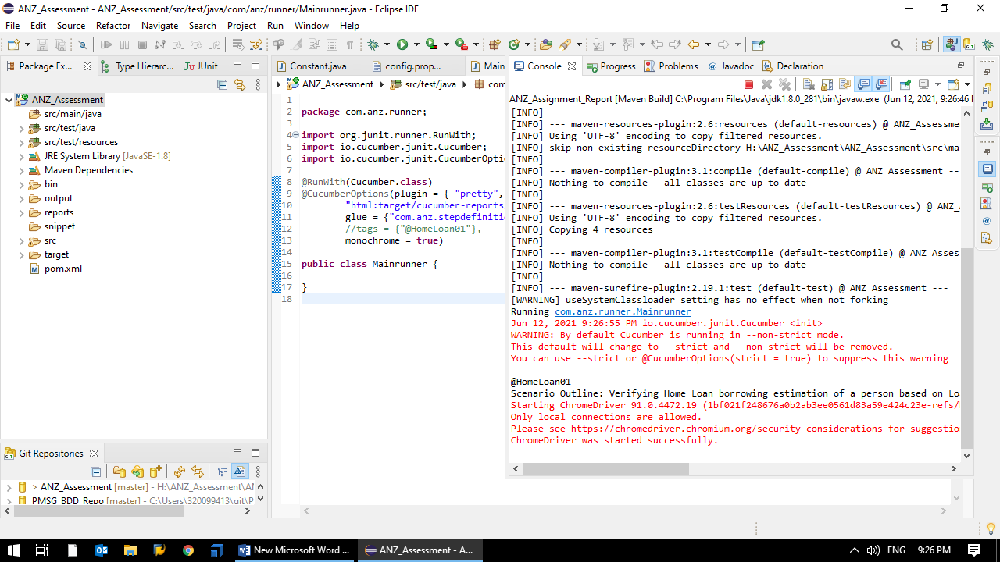 ANZ_Assessment - ANZ_Assessment/src/test/java/com/anz/runner/Mainrunner.java - Eclipse IDE
File Edit Source Refactor Navigate Search Project Run Window Help
Package Ex... Type Hierarc... JUnit
ANZ_Assessment
src/main/java
src/test/java
src/test/resources
JRE System Library [JavaSE-1.8]
Maven Dependencies
bin
output
reports
snippet
src
target
pom.xml
Git Repositories
> ANZ_Assessment [master] - H:\ANZ_Assessment\AN
PMSG_BDD_Repo [master] - C:\Users\320099413\git\P
Constant.java config.prop... Main
ANZ_Assessment src/test/java com
1
2 package com.anz.runner;
3
4 import org.junit.runner.RunWith;
5 import io.cucumber.junit.Cucumber;
6 import io.cucumber.junit.CucumberOptio
7
8 @RunWith(Cucumber.class)
9 @CucumberOptions(plugin = { "pretty",
10 "html:target/cucumber-reports,
11 glue = {"com.anz.stepdefinitio
12 //tags = {"@HomeLoan01"},
13 monochrome = true)
14
15 public class Mainrunner {
16
17 }
18
Console Progress Problems Javadoc Declaration
ANZ_Assignment_Report [Maven Build] C:\Program Files\Java\jdk1.8.0_281\bin\javaw.exe (Jun 12, 2021, 9:26:46 P
[INFO]
[INFO] --- maven-resources-plugin:2.6:resources (default-resources) @ ANZ_Assessme
[INFO] Using 'UTF-8' encoding to copy filtered resources.
[INFO] skip non existing resourceDirectory H:\ANZ_Assessment\ANZ_Assessment\src\ma
[INFO]
[INFO] --- maven-compiler-plugin:3.1:compile (default-compile) @ ANZ_Assessment --
[INFO] Nothing to compile - all classes are up to date
[INFO]
[INFO] --- maven-resources-plugin:2.6:testResources (default-testResources) @ ANZ_
[INFO] Using 'UTF-8' encoding to copy filtered resources.
[INFO] Copying 4 resources
[INFO]
[INFO] --- maven-compiler-plugin:3.1:testCompile (default-testCompile) @ ANZ_Asses
[INFO] Nothing to compile - all classes are up to date
[INFO]
[INFO] --- maven-surefire-plugin:2.19.1:test (default-test) @ ANZ_Assessment ---
[WARNING] useSystemClassloader setting has no effect when not forking
Running com.anz.runner.Mainrunner
Jun 12, 2021 9:26:55 PM io.cucumber.junit.Cucumber <init>
WARNING: By default Cucumber is running in --non-strict mode.
This default will change to --strict and --non-strict will be removed.
You can use --strict or @CucumberOptions(strict = true) to suppress this warning
@HomeLoan01
Scenario Outline: Verifying Home Loan borrowing estimation of a person based on Lo
Starting ChromeDriver 91.0.4472.19 (1bf021f248676a0b2ab3ee0561d83a59e424c23e-refs/
Only local connections are allowed.
Please see https://chromedriver.chromium.org/security-considerations for suggestio
ChromeDriver was started successfully.
New Microsoft Word ... ANZ_Assessment - A... ENG 9:26 PM